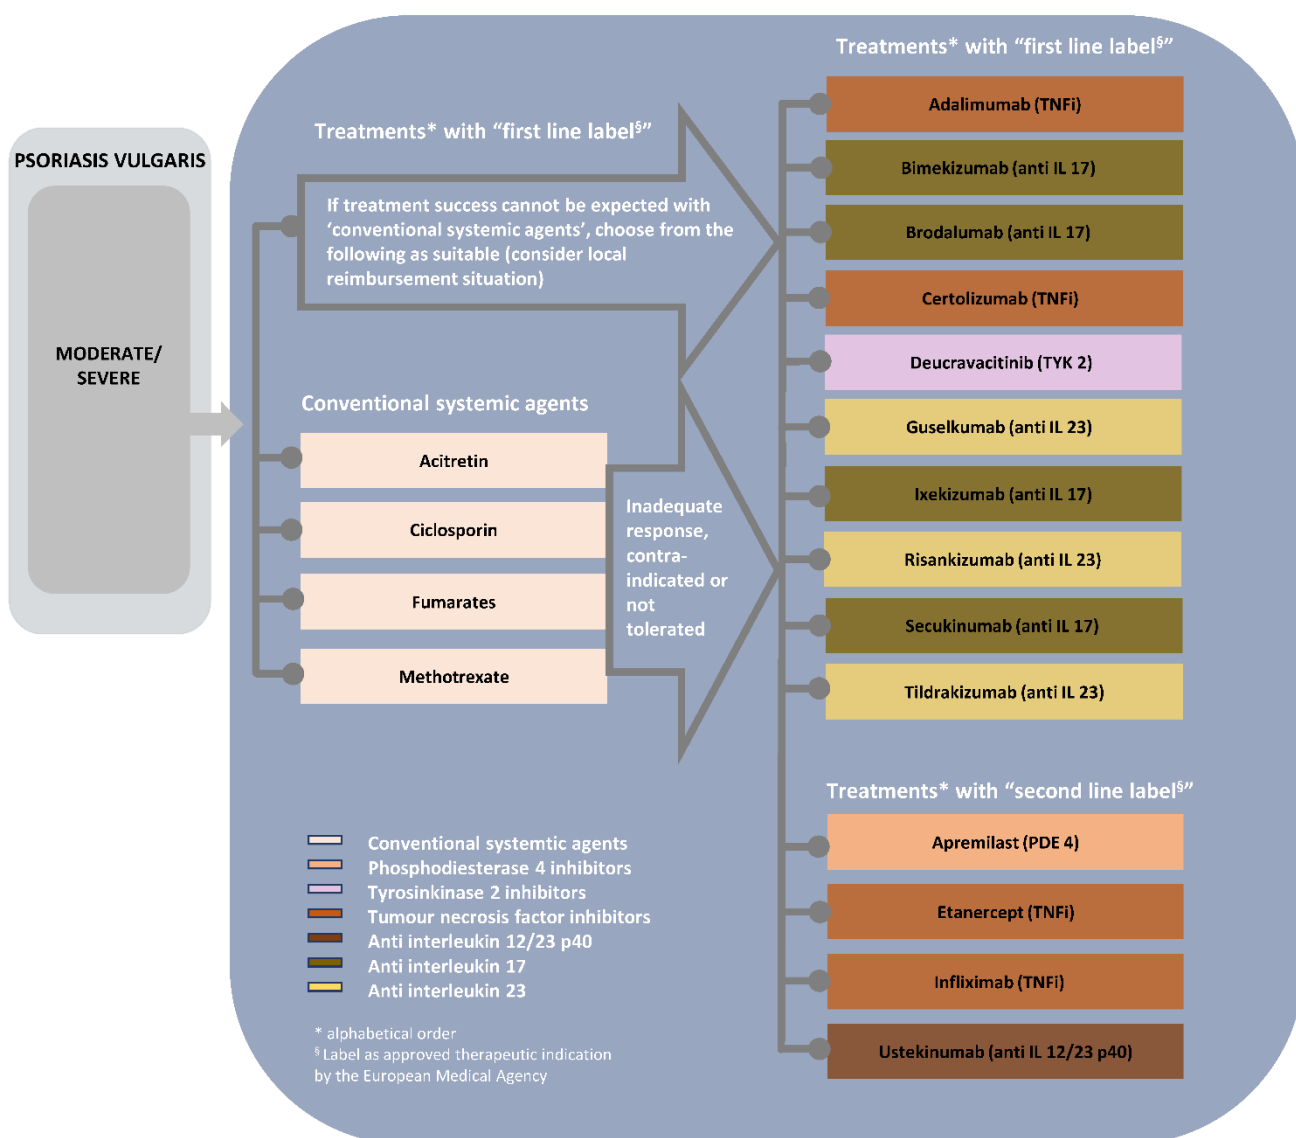 PSORIASIS VULGARIS
MODERATE/
SEVERE
Treatments* with “first line label§”
If treatment success cannot be expected with
‘conventional systemic agents’, choose from the
following as suitable (consider local
reimbursement situation)
Conventional systemic agents
Acitretin
Ciclosporin
Fumarates
Methotrexate
Inadequate
response,
contra-
indicated or
not
tolerated
Treatments* with “first line label§”
Adalimumab (TNFi)
Bimekizumab (anti IL 17)
Brodalumab (anti IL 17)
Certolizumab (TNFi)
Deucravacitinib (TYK 2)
Guselkumab (anti IL 23)
Ixekizumab (anti IL 17)
Risankizumab (anti IL 23)
Secukinumab (anti IL 17)
Tildrakizumab (anti IL 23)
Treatments* with “second line label§”
Apremilast (PDE 4)
Etanercept (TNFi)
Infliximab (TNFi)
Ustekinumab (anti IL 12/23 p40)
Conventional systemtic agents
Phosphodiesterase 4 inhibitors
Tyrosinkinase 2 inhibitors
Tumour necrosis factor inhibitors
Anti interleukin 12/23 p40
Anti interleukin 17
Anti interleukin 23
* alphabetical order
§ Label as approved therapeutic indication
by the European Medical Agency